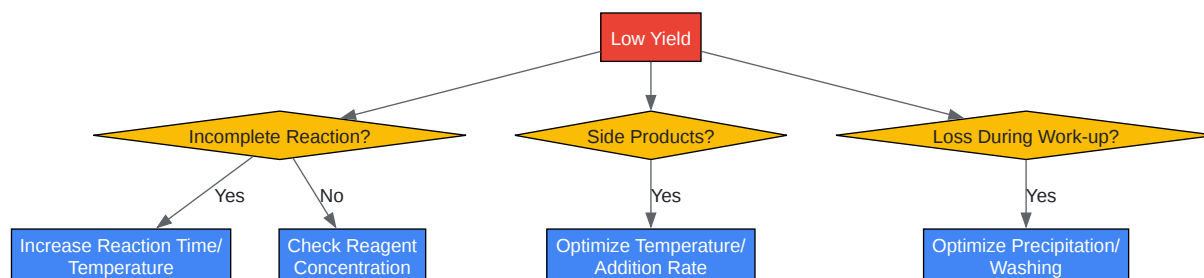 Low Yield
Incomplete Reaction?
Side Products?
Loss During Work-up?
Yes
No
Yes
Yes
Increase Reaction Time/
Temperature
Check Reagent
Concentration
Optimize Temperature/
Addition Rate
Optimize Precipitation/
Washing